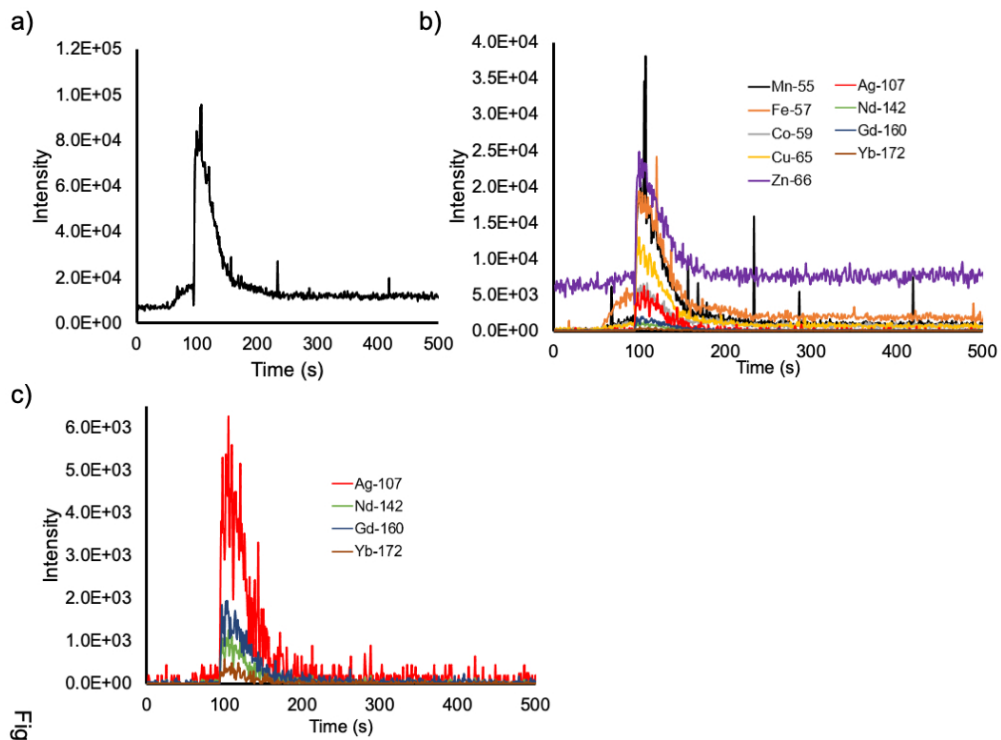 a)
1.2E+05
1.0E+05
8.0E+04
6.0E+04
4.0E+04
2.0E+04
0.0E+00
Intensity
0 100 200 300 400 500
Time (s)
b)
4.0E+04
3.5E+04
3.0E+04
2.5E+04
2.0E+04
1.5E+04
1.0E+04
5.0E+03
0.0E+00
Intensity
Mn-55 Ag-107
Fe-57 Nd-142
Co-59 Gd-160
Cu-65 Yb-172
Zn-66
0 100 200 300 400 500
Time (s)
c)
6.0E+03
5.0E+03
4.0E+03
3.0E+03
2.0E+03
1.0E+03
0.0E+00
Intensity
Ag-107
Nd-142
Gd-160
Yb-172
0 100 200 300 400 500
Time (s)
Fig